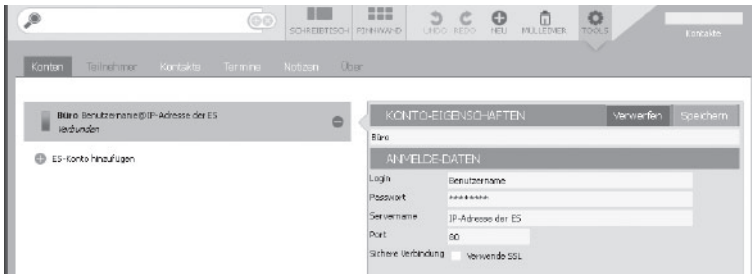 SCHREIBTISCH PINNWAND UNDO REDO NEU MÜLLEIMER TOOLS
Kontakte
Konten Teilnehmer Kontakte Termine Notizen Über
Büro Benutzername@IP-Adresse der ES
Verbunden
ES-Konto hinzufügen
KONTO-EIGENSCHAFTEN Verwerfen Speichern
Büro
ANMELDE-DATEN
Login Benutzername
Passwort ********
Servername IP-Adresse der ES
Port 80
Sichere Verbindung Verwende SSL